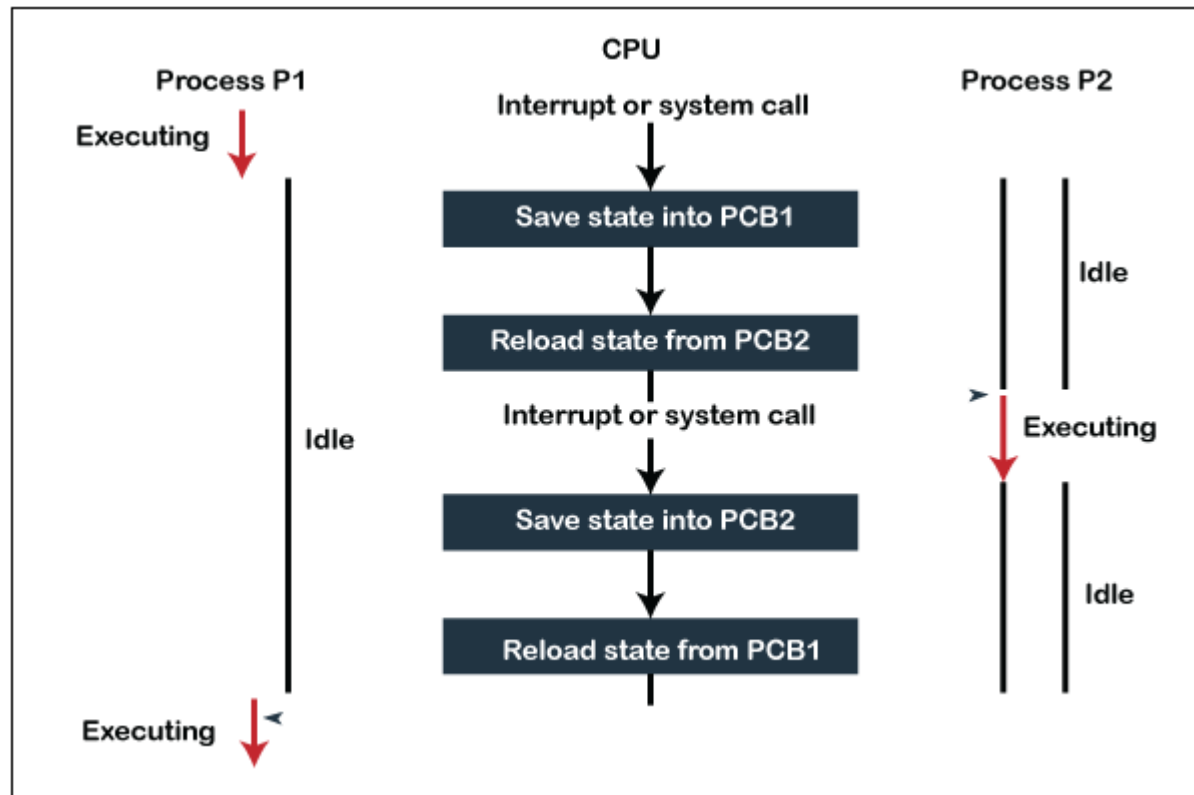 CPU
Process P1
Process P2
Interrupt or system call
Executing
Save state into PCB1
Idle
Reload state from PCB2
Interrupt or system call
Executing
Idle
Save state into PCB2
Idle
Reload state from PCB1
Executing